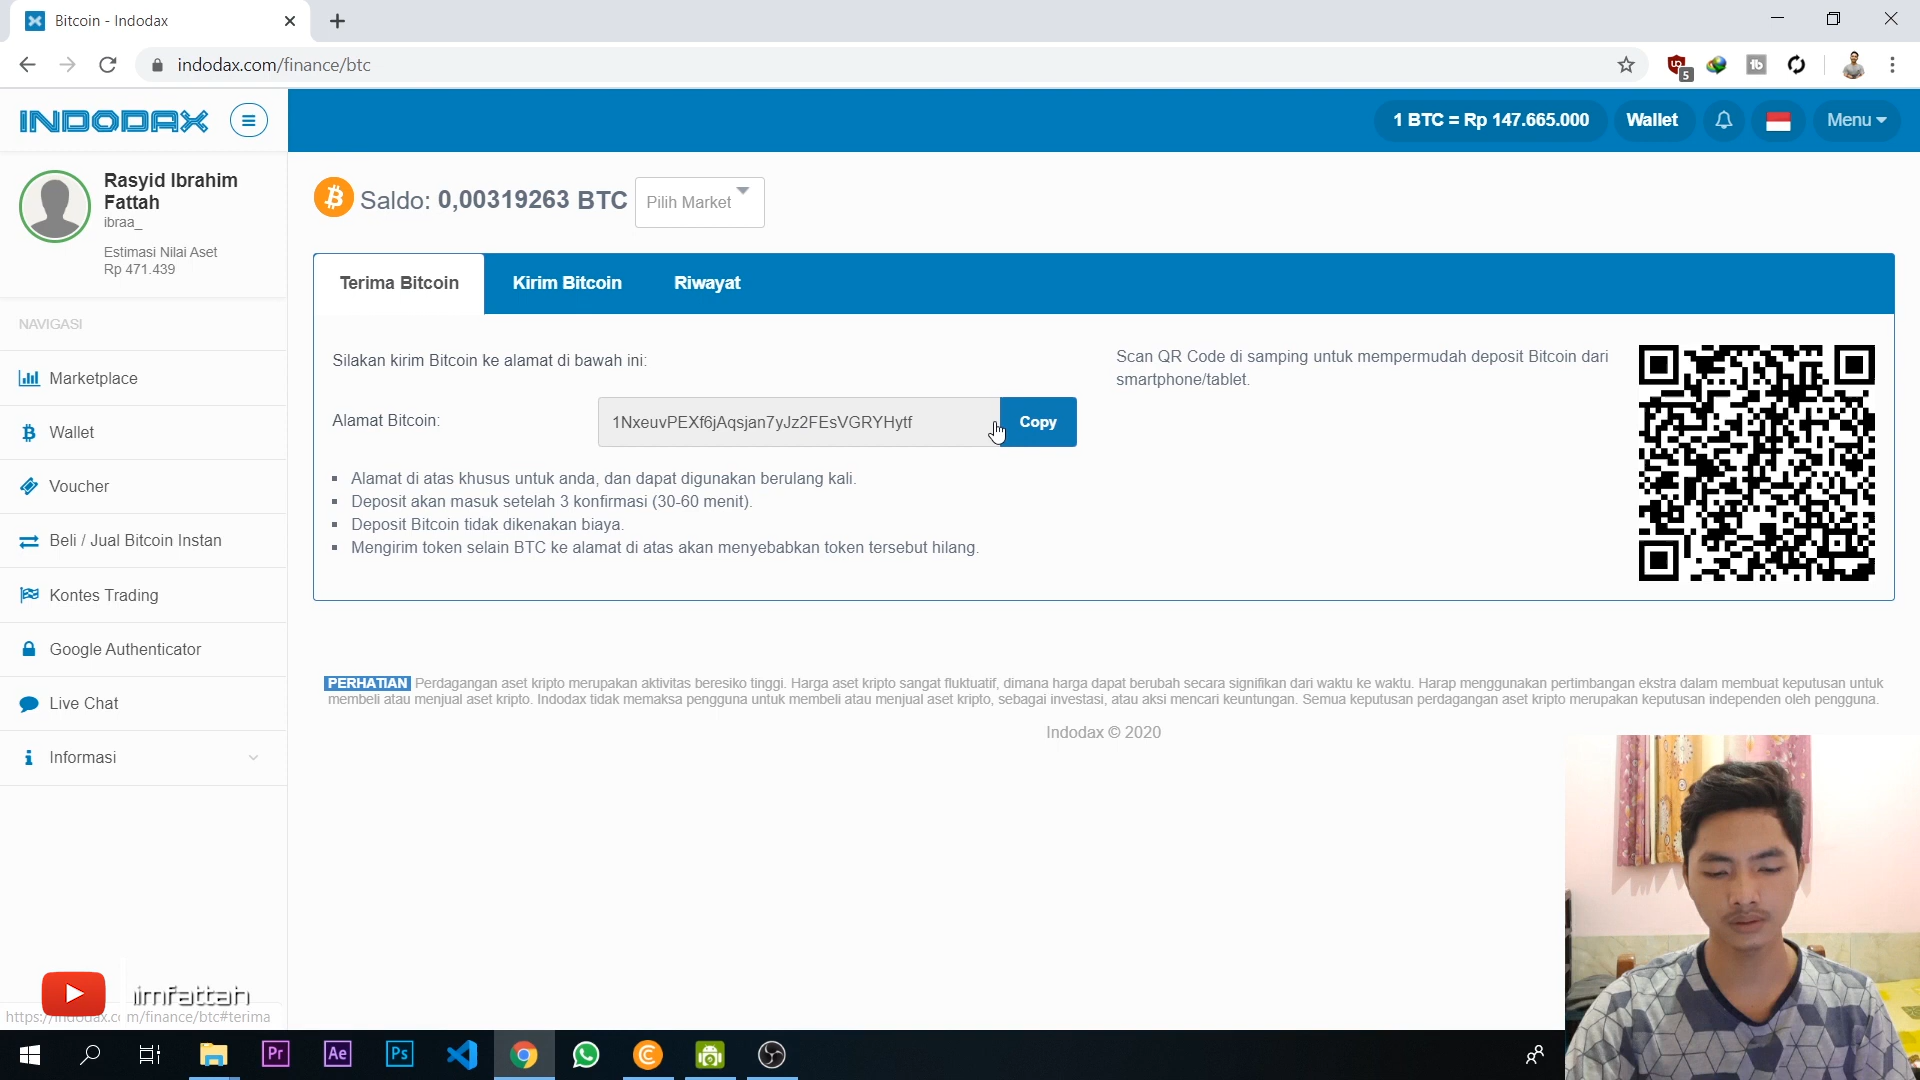 Bitcoin - Indodax
indodax.com/finance/btc
5
tb
INDODAX
1 BTC = Rp 147.665.000
Wallet
Menu
Rasyid Ibrahim
Fattah
ibraa_
Estimasi Nilai Aset
Rp 471.439
Saldo: 0,00319263 BTC
Pilih Market
Terima Bitcoin
Kirim Bitcoin
Riwayat
NAVIGASI
Marketplace
Wallet
Voucher
Beli / Jual Bitcoin Instan
Kontes Trading
Google Authenticator
Live Chat
Informasi
Silakan kirim Bitcoin ke alamat di bawah ini:
Alamat Bitcoin:
1NxeuvPEXf6jAqsjan7yJz2FEsVGRYHytf
Copy
Alamat di atas khusus untuk anda, dan dapat digunakan berulang kali.
Deposit akan masuk setelah 3 konfirmasi (30-60 menit).
Deposit Bitcoin tidak dikenakan biaya.
Mengirim token selain BTC ke alamat di atas akan menyebabkan token tersebut hilang.
Scan QR Code di samping untuk mempermudah deposit Bitcoin dari
smartphone/tablet.
PERHATIAN Perdagangan aset kripto merupakan aktivitas beresiko tinggi. Harga aset kripto sangat fluktuatif, dimana harga dapat berubah secara signifikan dari waktu ke waktu. Harap menggunakan pertimbangan ekstra dalam membuat keputusan untuk
membeli atau menjual aset kripto. Indodax tidak memaksa pengguna untuk membeli atau menjual aset kripto, sebagai investasi, atau aksi mencari keuntungan. Semua keputusan perdagangan aset kripto merupakan keputusan independen oleh pengguna.
Indodax © 2020
imfattah
https://indodax.com/finance/btc#terima
Pr
Ae
Ps